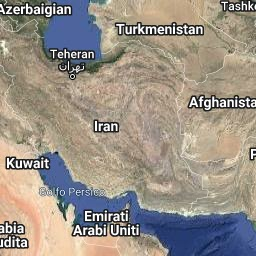 Azerbaigian
Tashke
Turkmenistan
Teheran
تهران
Afghanista
Iran
P
Kuwait
Golfo Persico
Emirati
Arabi Uniti
abia
udita